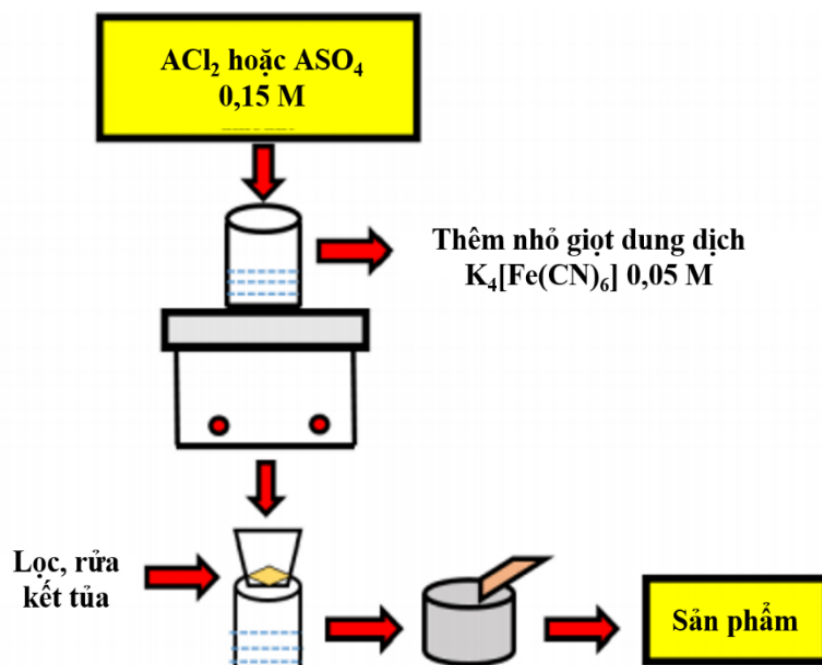 ACl₂ hoặc ASO₄
0,15 M
Thêm nhỏ giọt dung dịch
K₄[Fe(CN)₆] 0,05 M
Lọc, rửa
kết tủa
Sản phẩm